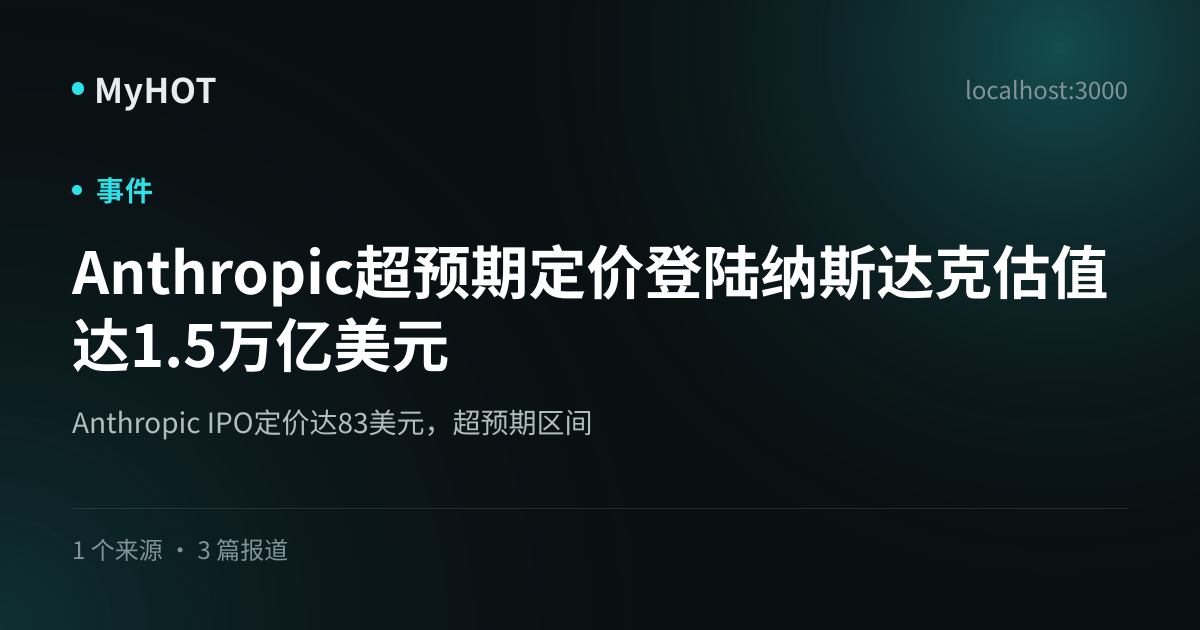 MyHOT
localhost:3000
事件
Anthropic超预期定价登陆纳斯达克估值
达1.5万亿美元
Anthropic IPO定价达83美元，超预期区间
1 个来源 · 3 篇报道